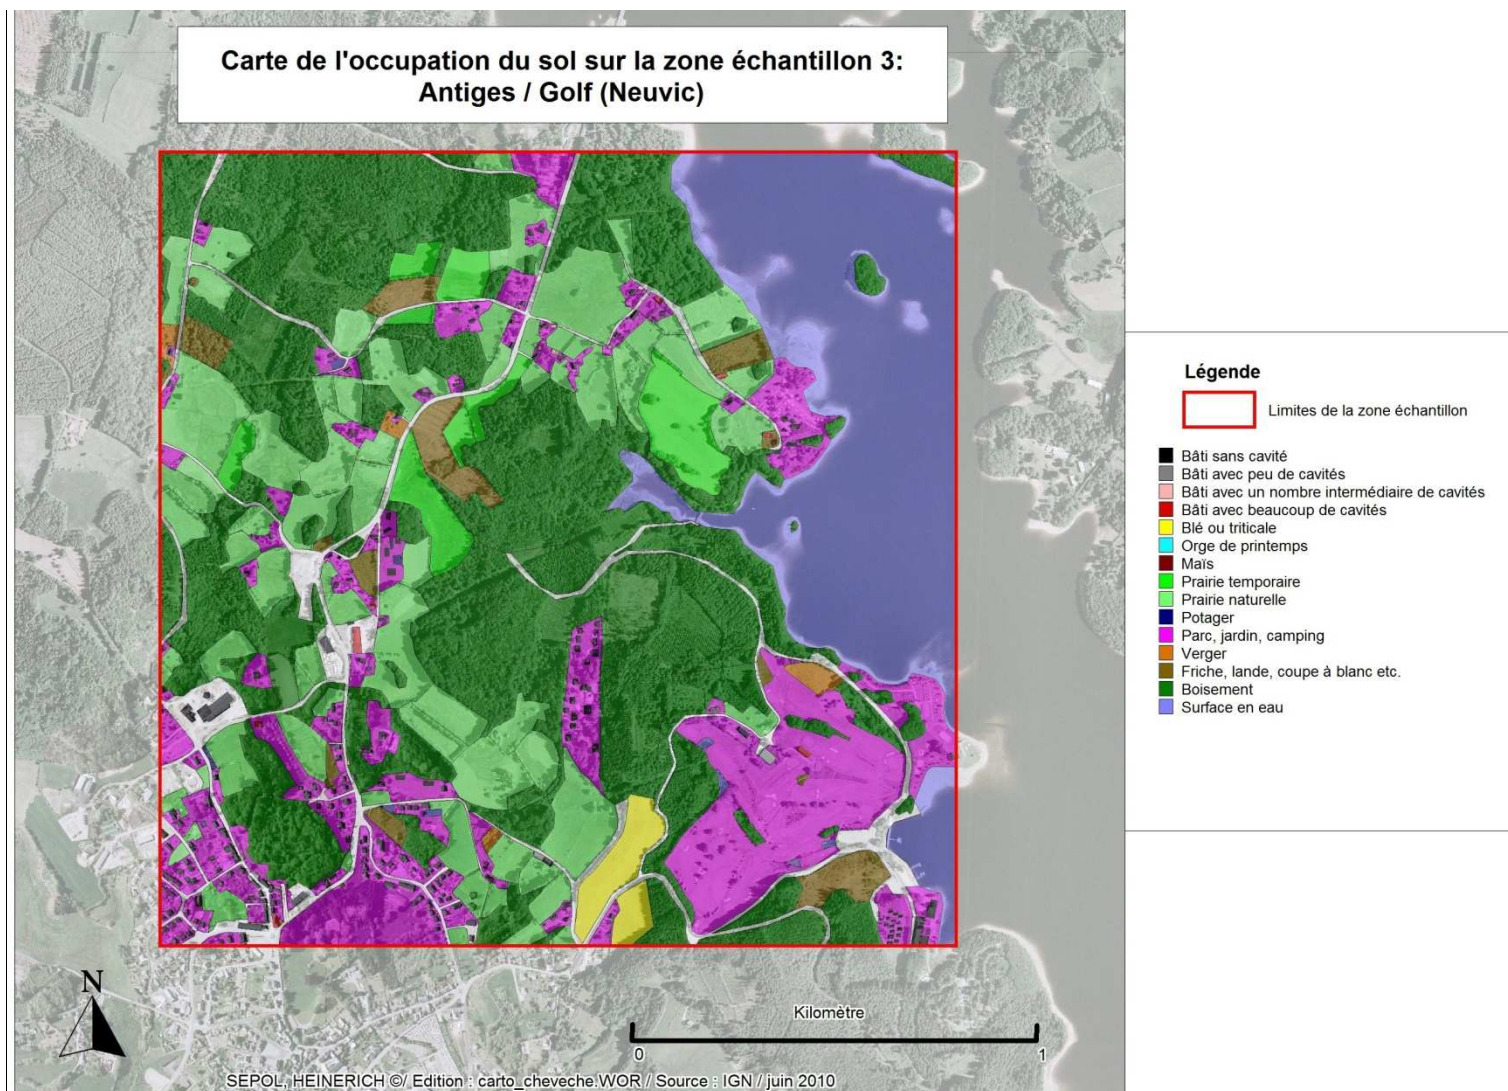 Carte de l'occupation du sol sur la zone échantillon 3:
Antiges / Golf (Neuvic)
Légende
Limites de la zone échantillon
Bâti sans cavité
Bâti avec peu de cavités
Bâti avec un nombre intermédiaire de cavités
Bâti avec beaucoup de cavités
Blé ou triticale
Orge de printemps
Maïs
Prairie temporaire
Prairie naturelle
Potager
Parc, jardin, camping
Verger
Friche, lande, coupe à blanc etc.
Boisement
Surface en eau
N
Kilomètre
0 1
SEPOL, HEINERICH ©/ Edition : carto_cheveche.WOR / Source : IGN / juin 2010